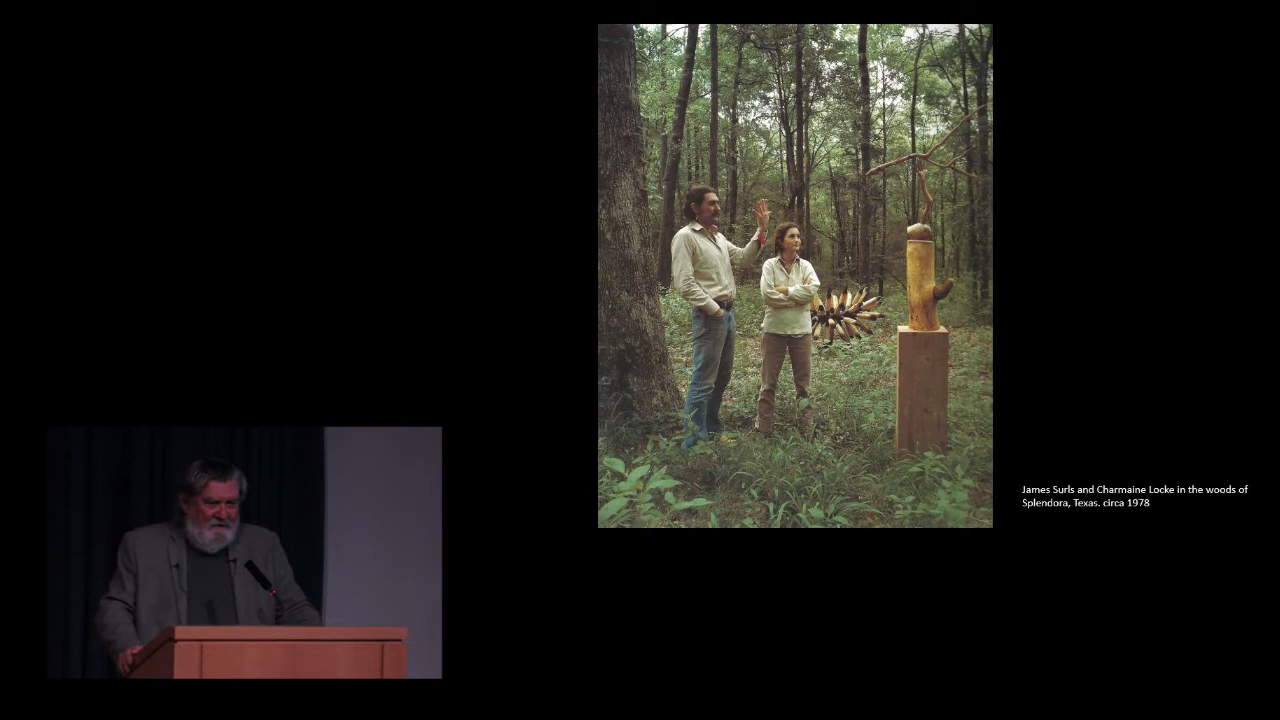 James Surls and Charmaine Locke in the woods of
Splendora, Texas. circa 1978